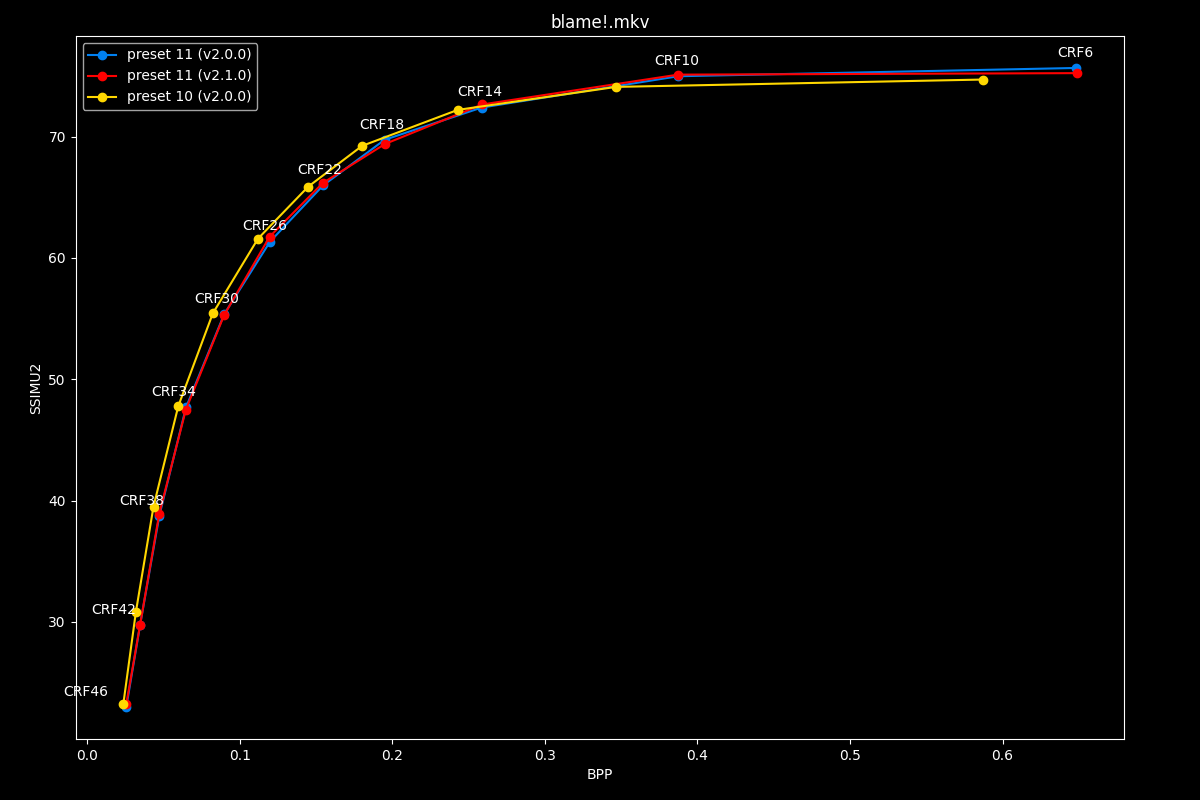 blame!.mkv
preset 11 (v2.0.0)
preset 11 (v2.1.0)
preset 10 (v2.0.0)
CRF6
CRF10
CRF14
CRF18
CRF22
CRF26
CRF30
CRF34
CRF38
CRF42
CRF46
70
60
50
40
30
SSIMU2
0.0 0.1 0.2 0.3 0.4 0.5 0.6
BPP